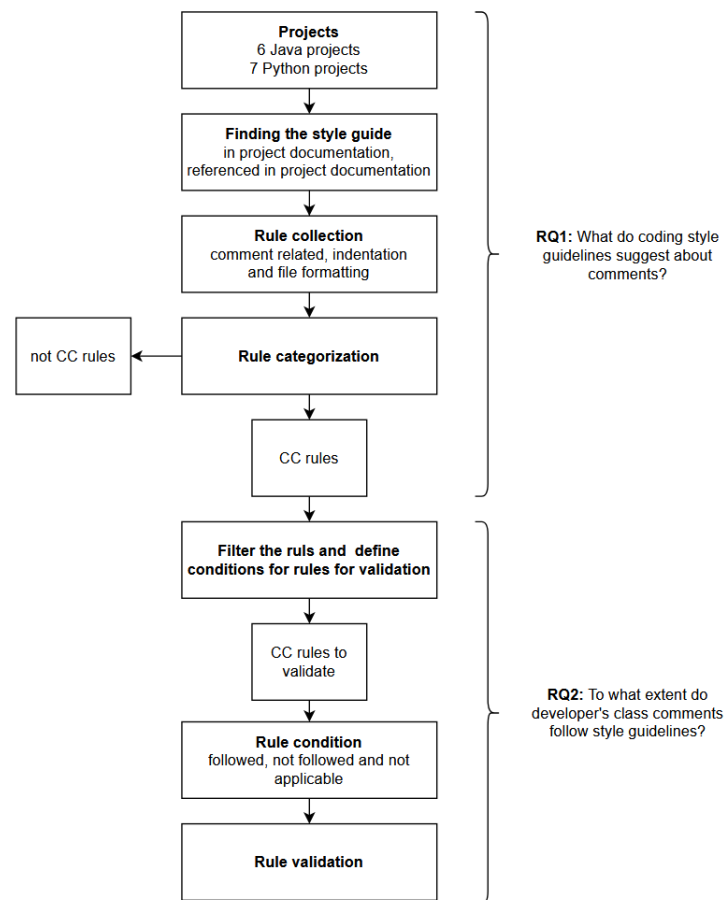 Projects
6 Java projects
7 Python projects
Finding the style guide
in project documentation,
referenced in project documentation
Rule collection
comment related, indentation
and file formatting
RQ1: What do coding style
guidelines suggest about
comments?
not CC rules
Rule categorization
CC rules
Filter the ruls and  define
conditions for rules for validation
CC rules to
validate
RQ2: To what extent do
developer's class comments
follow style guidelines?
Rule condition
followed, not followed and not
applicable
Rule validation